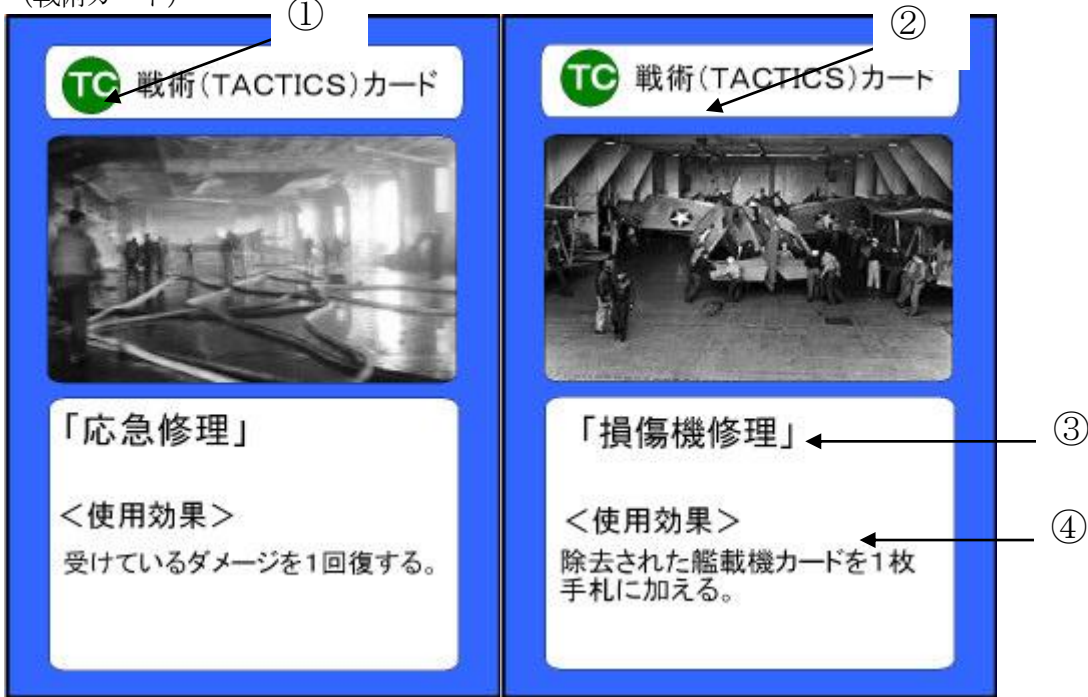 (戦術カード)
①
②
TC 戦術(TACTICS)カード
「応急修理」
<使用効果>
受けているダメージを1回復する。
TC 戦術(TACTICS)カード
「損傷機修理」
③
<使用効果>
④
除去された艦載機カードを1枚
手札に加える。